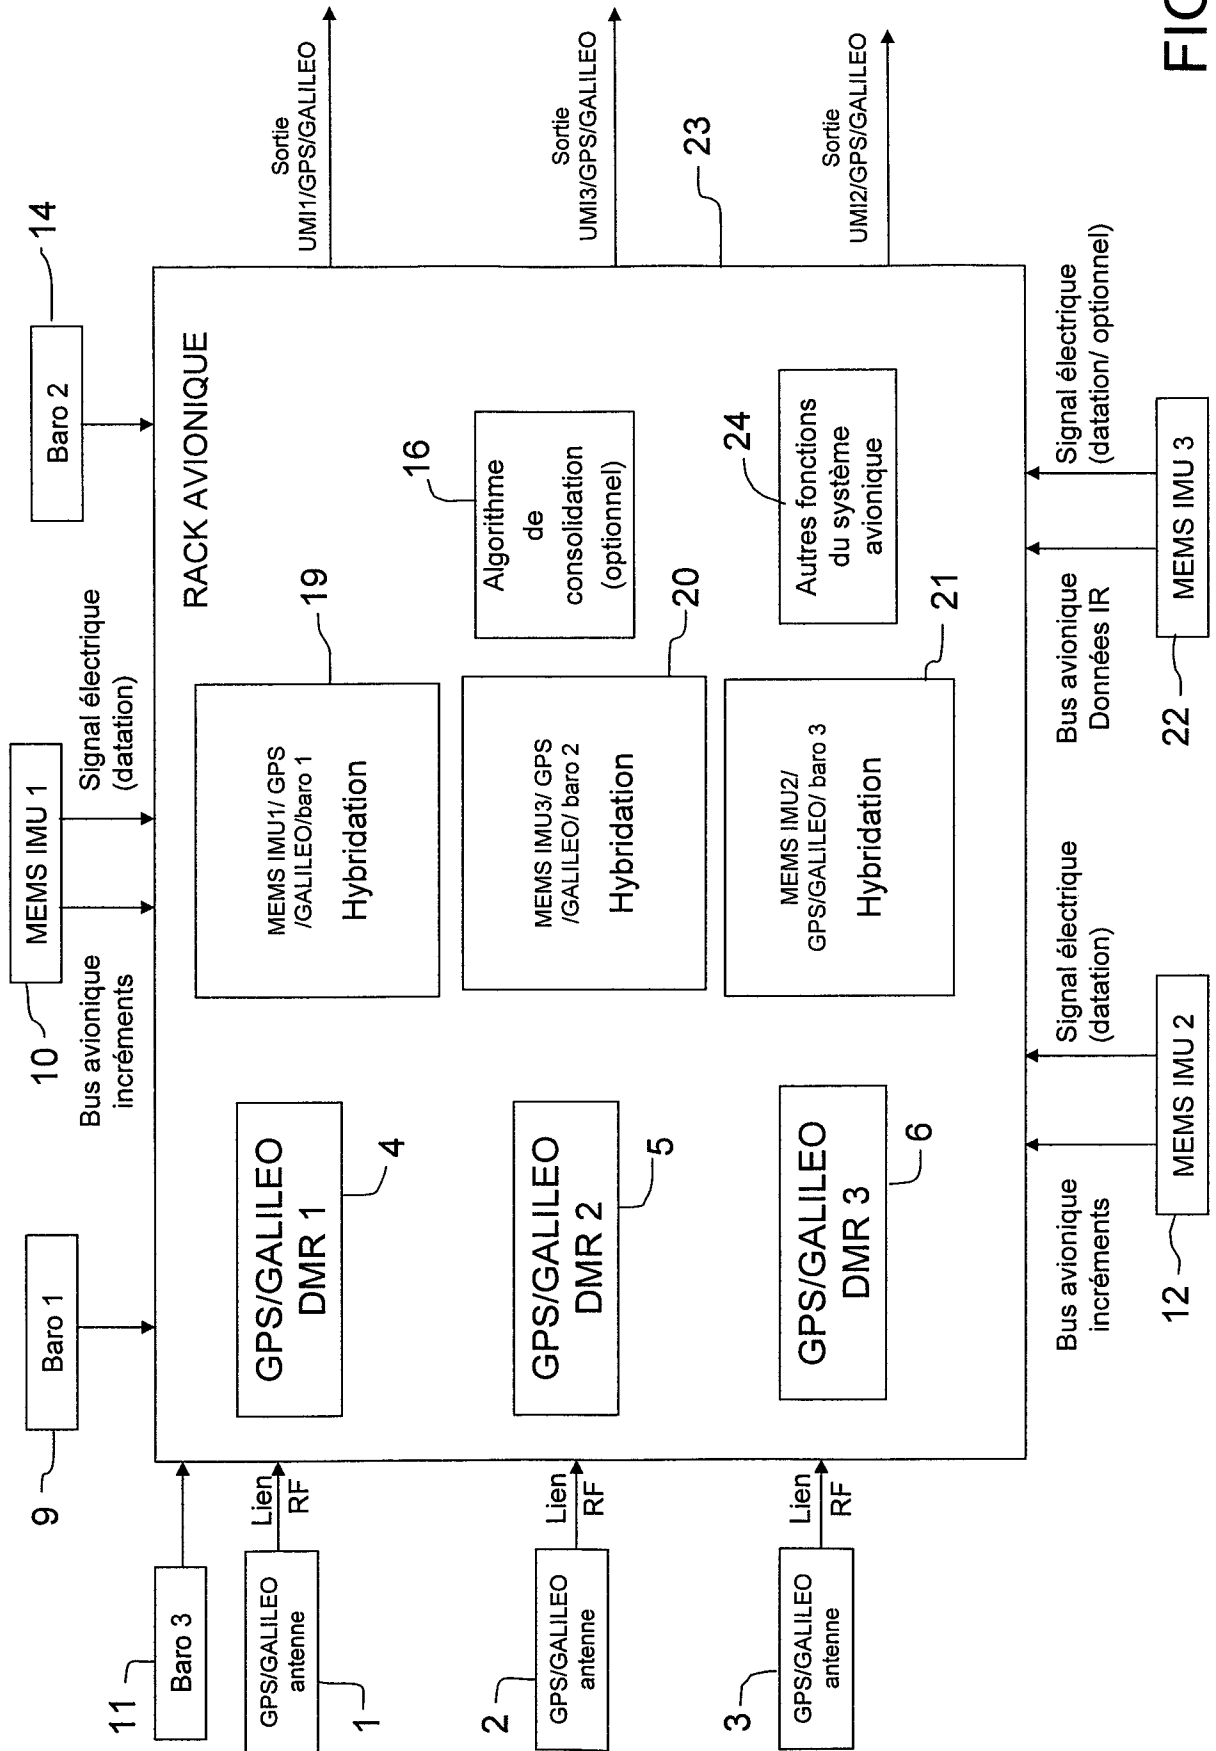 14
Baro 2
MEMS IMU 1
10
Signal électrique
(datation)
Bus avionique
incréments
Baro 1
9
11
Baro 3
GPS/GALILEO
antenne
1
Lien
RF
GPS/GALILEO
antenne
2
Lien
RF
GPS/GALILEO
antenne
3
Lien
RF
RACK AVIONIQUE
GPS/GALILEO
DMR 1
4
GPS/GALILEO
DMR 2
5
GPS/GALILEO
DMR 3
6
MEMS IMU1/ GPS
/GALILEO/baro 1
Hybridation
19
MEMS IMU3/ GPS
/GALILEO/ baro 2
Hybridation
20
MEMS IMU2/
GPS/GALILEO/ baro 3
Hybridation
21
16
Algorithme
de
consolidation
(optionnel)
24
Autres fonctions
du système
avionique
Sortie
UMI1/GPS/GALILEO
Sortie
UMI3/GPS/GALILEO
23
Sortie
UMI2/GPS/GALILEO
Bus avionique
incréments
Signal électrique
(datation)
MEMS IMU 2
12
Bus avionique
Données IR
Signal électrique
(datation/ optionnel)
MEMS IMU 3
22
FIG